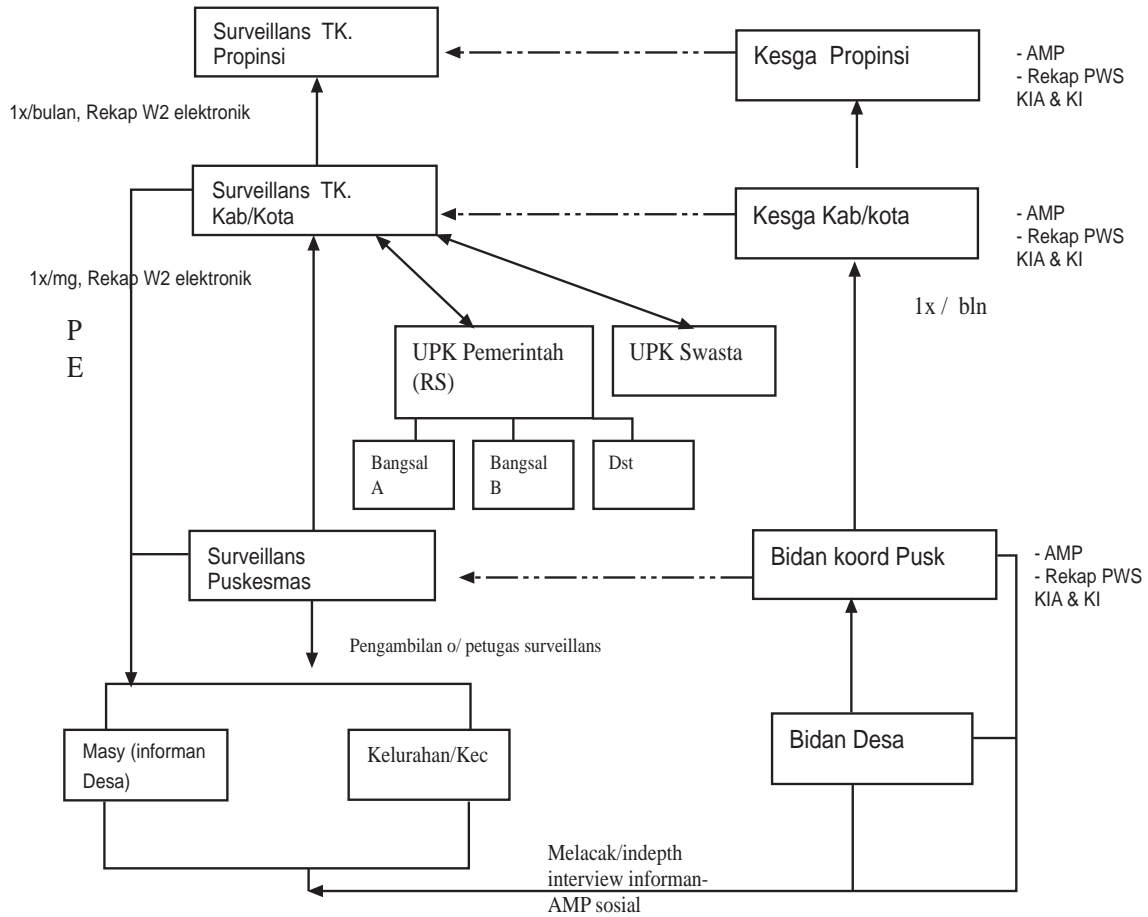 Surveillans TK.
Propinsi
Kesga Propinsi
- AMP
- Rekap PWS
KIA & KI
1x/bulan, Rekap W2 elektronik
Surveillans TK.
Kab/Kota
Kesga Kab/kota
- AMP
- Rekap PWS
KIA & KI
1x/mg, Rekap W2 elektronik
1x / bln
P
E
UPK Pemerintah
(RS)
UPK Swasta
Bangsal
A
Bangsal
B
Dst
Surveillans
Puskesmas
Bidan koord Pusk
- AMP
- Rekap PWS
KIA & KI
Pengambilan o/ petugas surveillans
Masy (informan
Desa)
Kelurahan/Kec
Bidan Desa
Melacak/indepth
interview informan-
AMP sosial